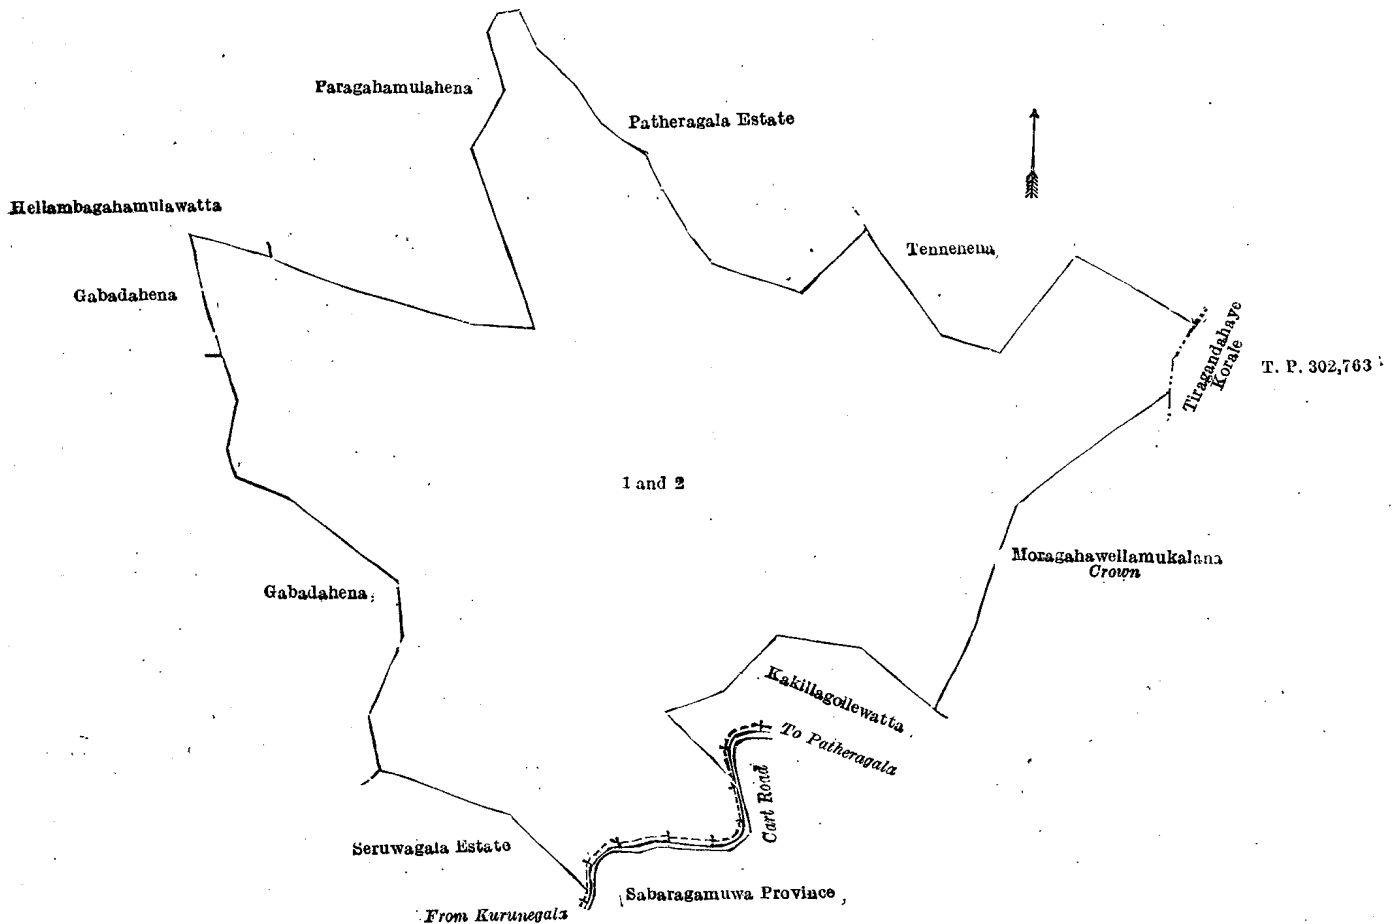 Paragahamulahena
Patheragala Estate
Hellambagahamulawatta
Tennehena
Gabadahena
Tiragandahaye
Korale
T. P. 302,763
1 and 2
Moragahawellamukalana
Crown
Gabadahena
Kakillagollewatta
To Patheragala
Cart Road
Seruwagala Estate
Sabaragamuwa Province
From Kurunegala